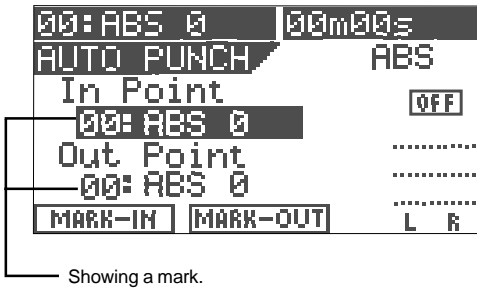 00:ABS 0 00m00s
AUTO PUNCH ABS
In Point
00:ABS 0
OFF
Out Point
00:ABS 0
MARK-IN MARK-OUT L R
Showing a mark.